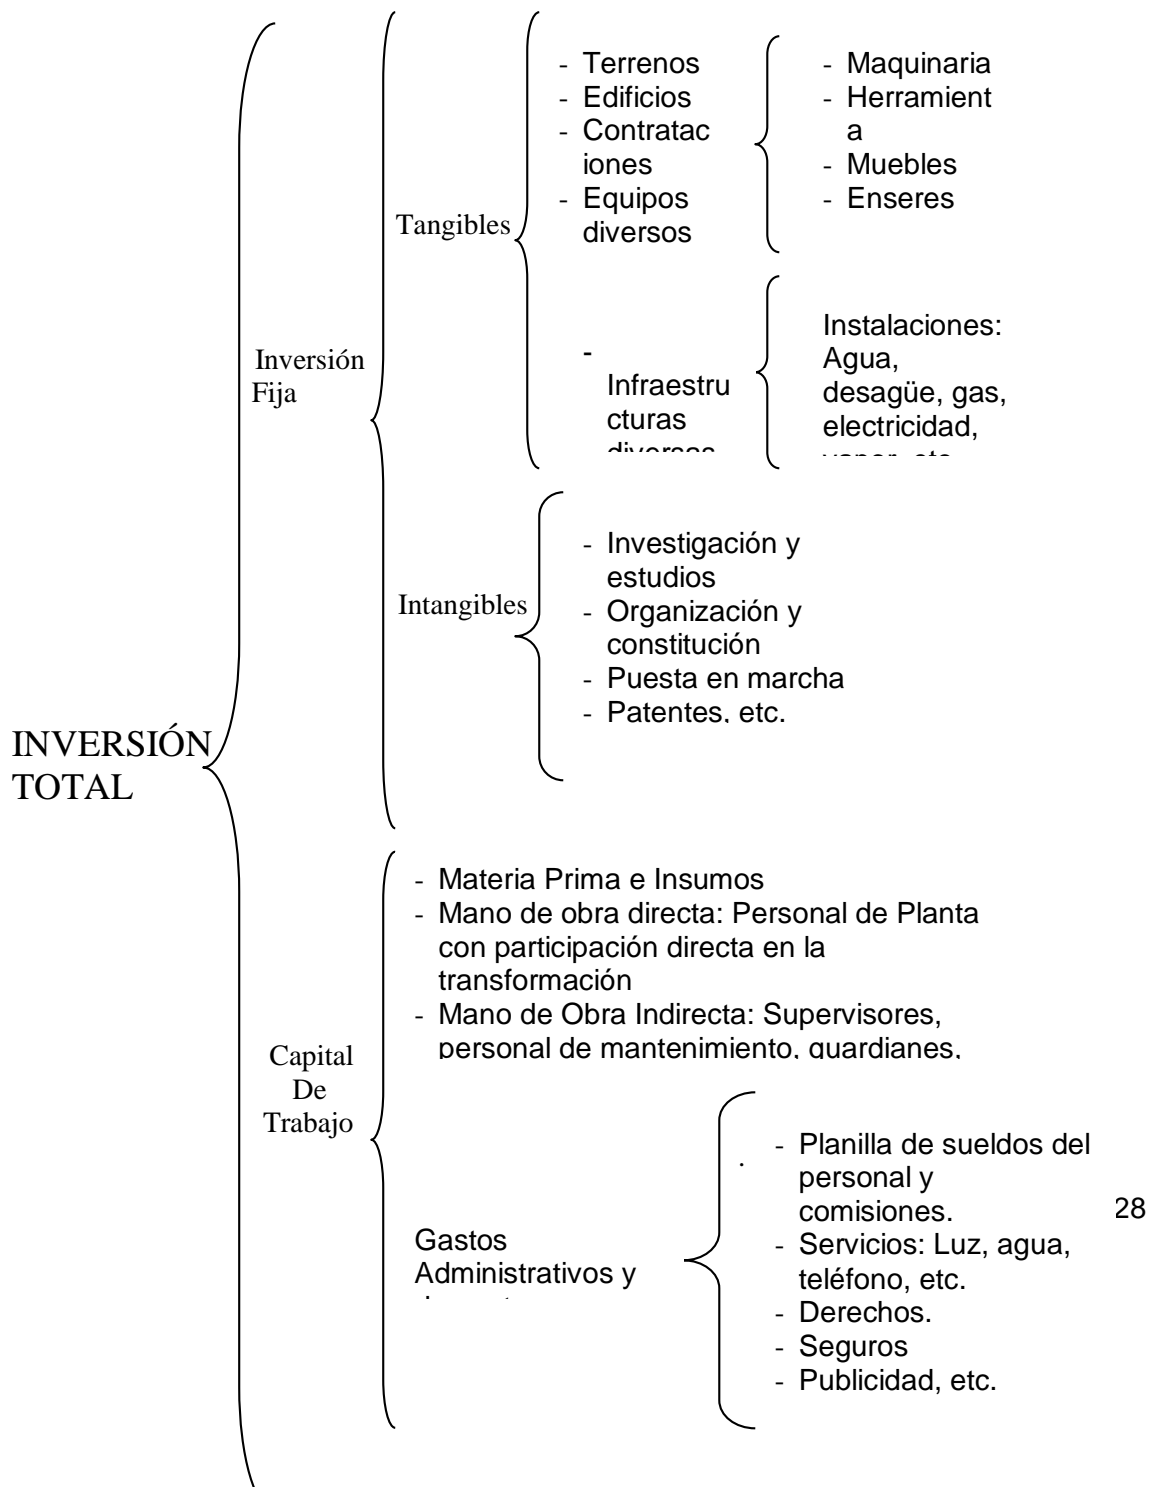 - Terrenos
- Edificios
- Contratac
iones
- Equipos
diversos
- Maquinaria
- Herramient
a
- Muebles
- Enseres
Tangibles
Inversión
Fija
-
Infraestru
cturas
diversas
Instalaciones:
Agua,
desagüe, gas,
electricidad,
vapor, etc
Intangibles
- Investigación y
estudios
- Organización y
constitución
- Puesta en marcha
- Patentes, etc.
INVERSIÓN
TOTAL
Capital
De
Trabajo
- Materia Prima e Insumos
- Mano de obra directa: Personal de Planta
con participación directa en la
transformación
- Mano de Obra Indirecta: Supervisores,
personal de mantenimiento, guardianes,
Gastos
Administrativos y
.
- Planilla de sueldos del
personal y
comisiones.
- Servicios: Luz, agua,
teléfono, etc.
- Derechos.
- Seguros
- Publicidad, etc.
28